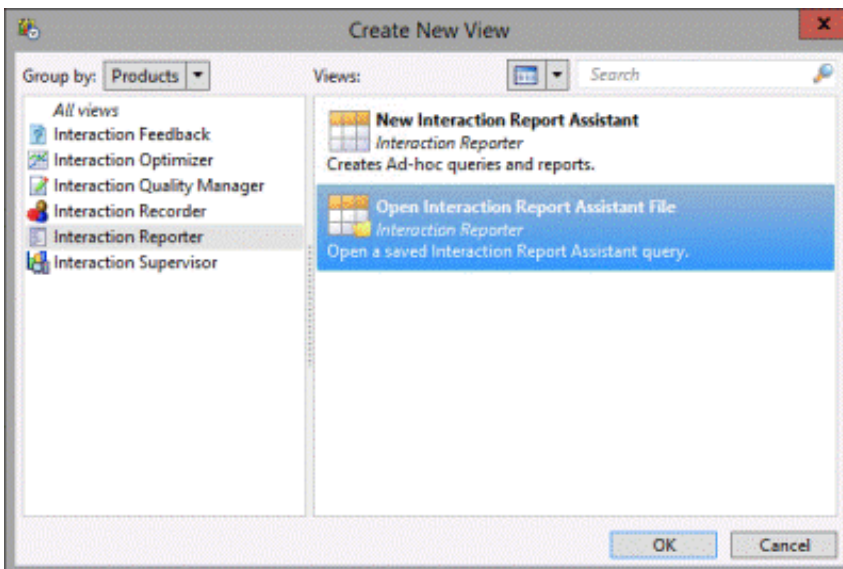 Create New View
Group by: Products
Views:
Search
All views
Interaction Feedback
Interaction Optimizer
Interaction Quality Manager
Interaction Recorder
Interaction Reporter
Interaction Supervisor
New Interaction Report Assistant
Interaction Reporter
Creates Ad-hoc queries and reports.
Open Interaction Report Assistant File
Interaction Reporter
Open a saved Interaction Report Assistant query.
OK
Cancel